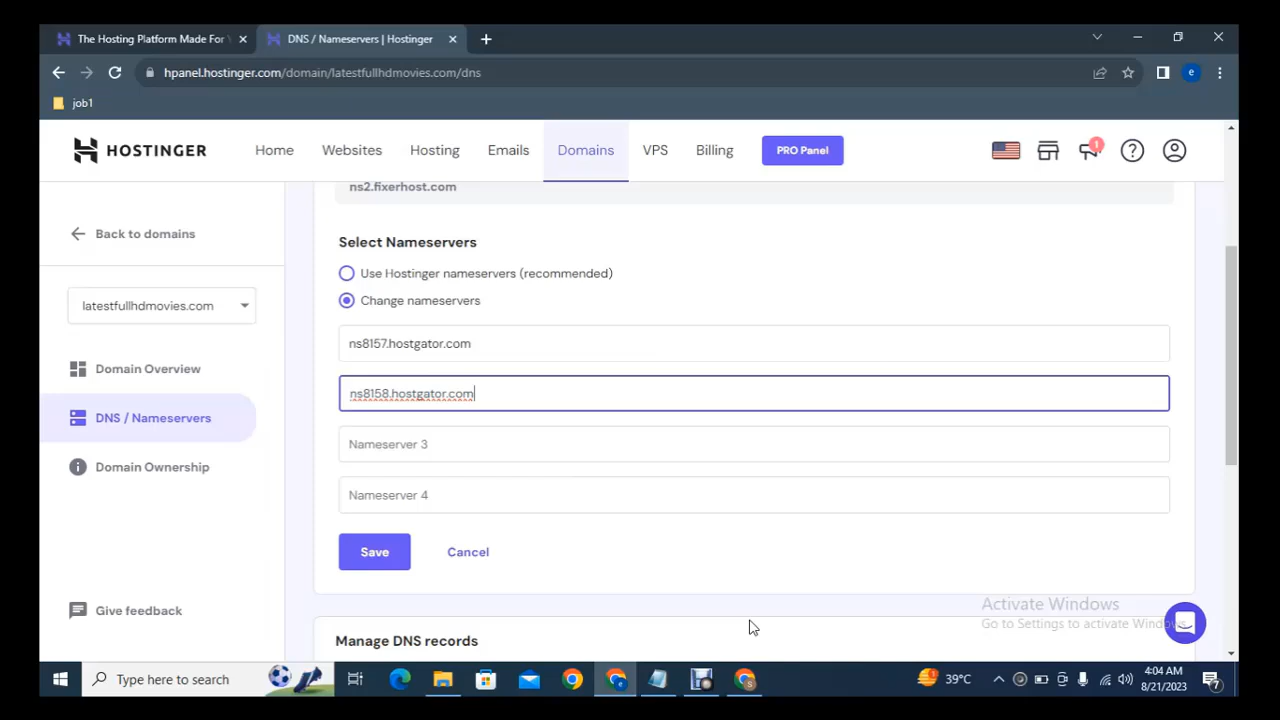 The Hosting Platform Made For
DNS / Nameservers | Hostinger
hpanel.hostinger.com/domain/latestfullhdmovies.com/dns
e
job1
HOSTINGER
Home
Websites
Hosting
Emails
Domains
VPS
Billing
PRO Panel
1
ns2.fixerhost.com
Back to domains
latestfullhdmovies.com
Domain Overview
DNS / Nameservers
Domain Ownership
Give feedback
Select Nameservers
Use Hostinger nameservers (recommended)
Change nameservers
ns8157.hostgator.com
ns8158.hostgator.com
Nameserver 3
Nameserver 4
Save
Cancel
Manage DNS records
Activate Windows
Go to Settings to activate Windows.
Type here to search
39°C
4:04 AM
8/21/2023
7